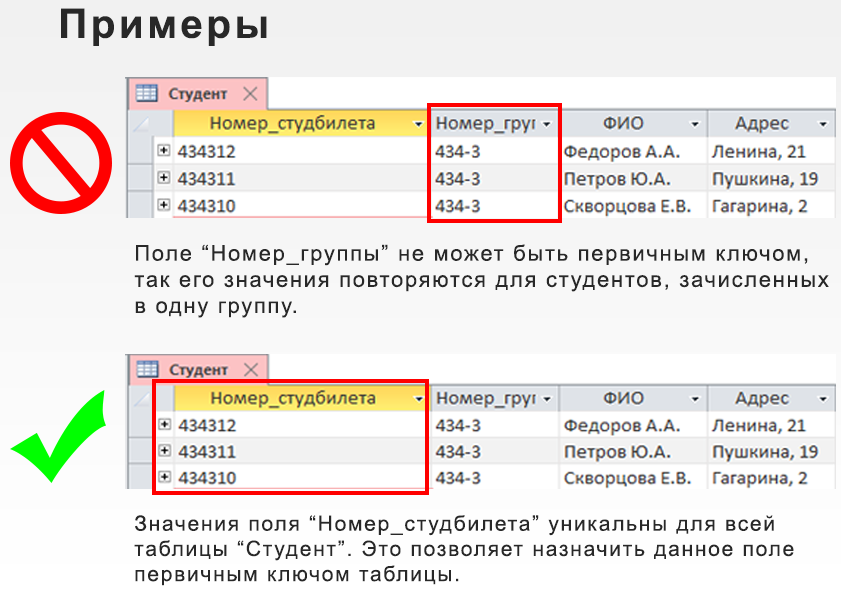 Примеры
Студент
Номер_студбилета Номер_груп ФИО Адрес
434312 434-3 Федоров А.А. Ленина, 21
434311 434-3 Петров Ю.А. Пушкина, 19
434310 434-3 Скворцова Е.В. Гагарина, 2
Поле “Номер_группы” не может быть первичным ключом,
так его значения повторяются для студентов, зачисленных
в одну группу.
Студент
Номер_студбилета Номер_груп ФИО Адрес
434312 434-3 Федоров А.А. Ленина, 21
434311 434-3 Петров Ю.А. Пушкина, 19
434310 434-3 Скворцова Е.В. Гагарина, 2
Значения поля “Номер_студбилета” уникальны для всей
таблицы “Студент”. Это позволяет назначить данное поле
первичным ключом таблицы.